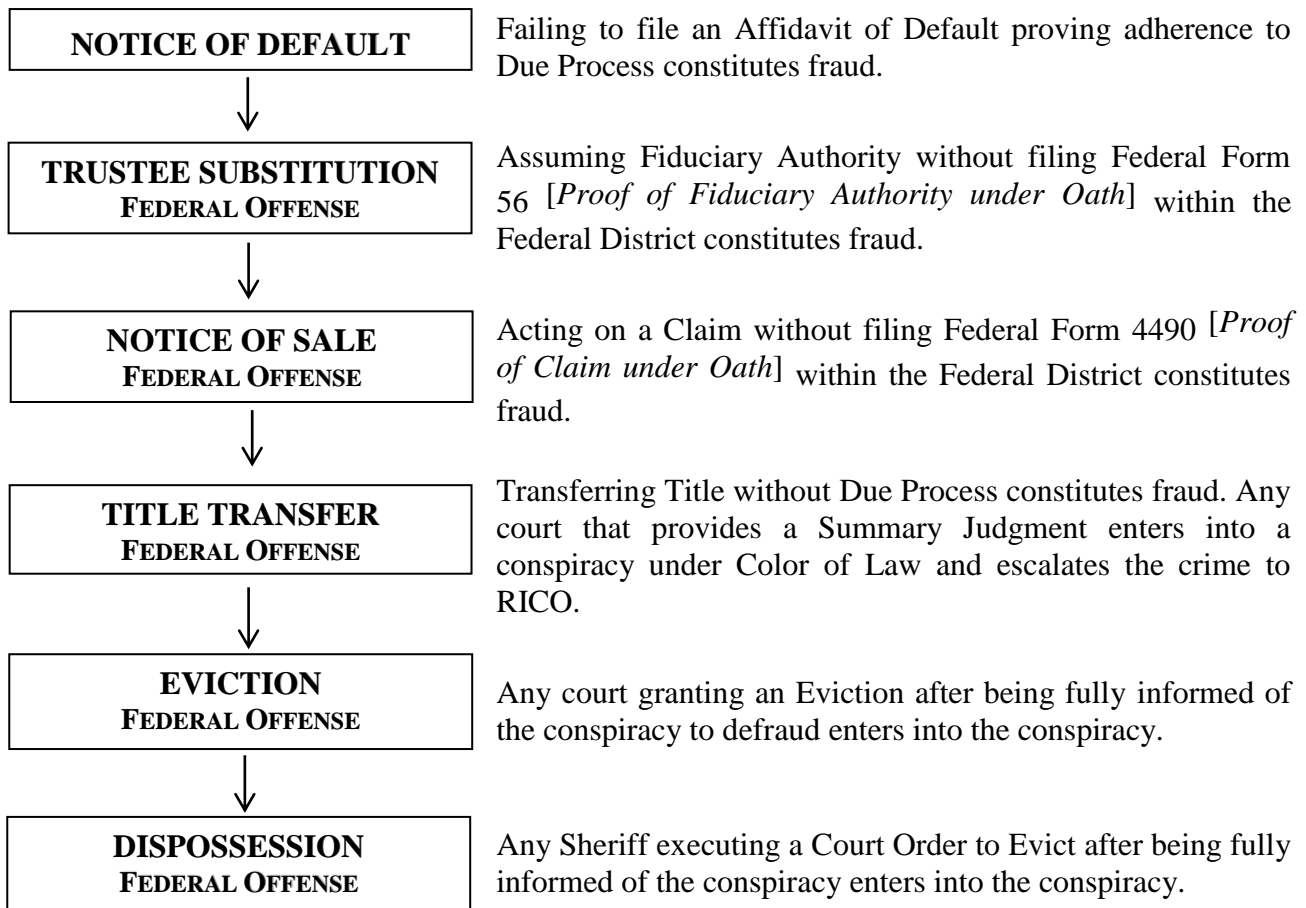 NOTICE OF DEFAULT
Failing to file an Affidavit of Default proving adherence to
Due Process constitutes fraud.
TRUSTEE SUBSTITUTION
FEDERAL OFFENSE
Assuming Fiduciary Authority without filing Federal Form
56 [Proof of Fiduciary Authority under Oath] within the
Federal District constitutes fraud.
NOTICE OF SALE
FEDERAL OFFENSE
Acting on a Claim without filing Federal Form 4490 [Proof
of Claim under Oath] within the Federal District constitutes
fraud.
TITLE TRANSFER
FEDERAL OFFENSE
Transferring Title without Due Process constitutes fraud. Any
court that provides a Summary Judgment enters into a
conspiracy under Color of Law and escalates the crime to
RICO.
EVICTION
FEDERAL OFFENSE
Any court granting an Eviction after being fully informed of
the conspiracy to defraud enters into the conspiracy.
DISPOSSESSION
FEDERAL OFFENSE
Any Sheriff executing a Court Order to Evict after being fully
informed of the conspiracy enters into the conspiracy.